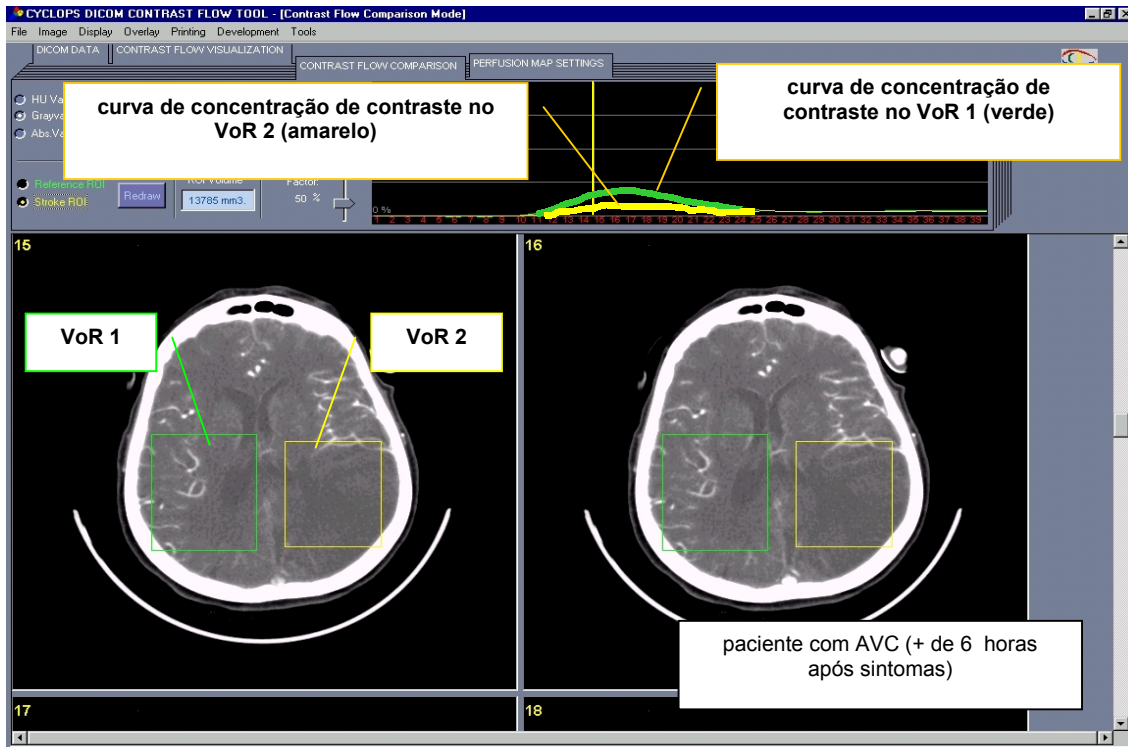 CYCLOPS DICOM CONTRAST FLOW TOOL - [Contrast Flow Comparison Mode]
File Image Display Overlay Printing Development Tools
DICOM DATA CONTRAST FLOW VISUALIZATION
CONTRAST FLOW COMPARISON PERFUSION MAP SETTINGS
curva de concentração de contraste no
VoR 2 (amarelo)
curva de concentração de
contraste no VoR 1 (verde)
HU Va
Grayva
Abs.Va
Reference ROI
Stroke ROI
Redraw
ROI Volume
13785 mm3.
Factor:
50 %
0 %
1 2 3 4 5 6 7 8 9 10 11 12 13 14 15 16 17 18 19 20 21 22 23 24 25 26 27 28 29 30 31 32 33 34 35 36 37 38 39
15
16
VoR 1
VoR 2
paciente com AVC (+ de 6 horas
após sintomas)
17
18